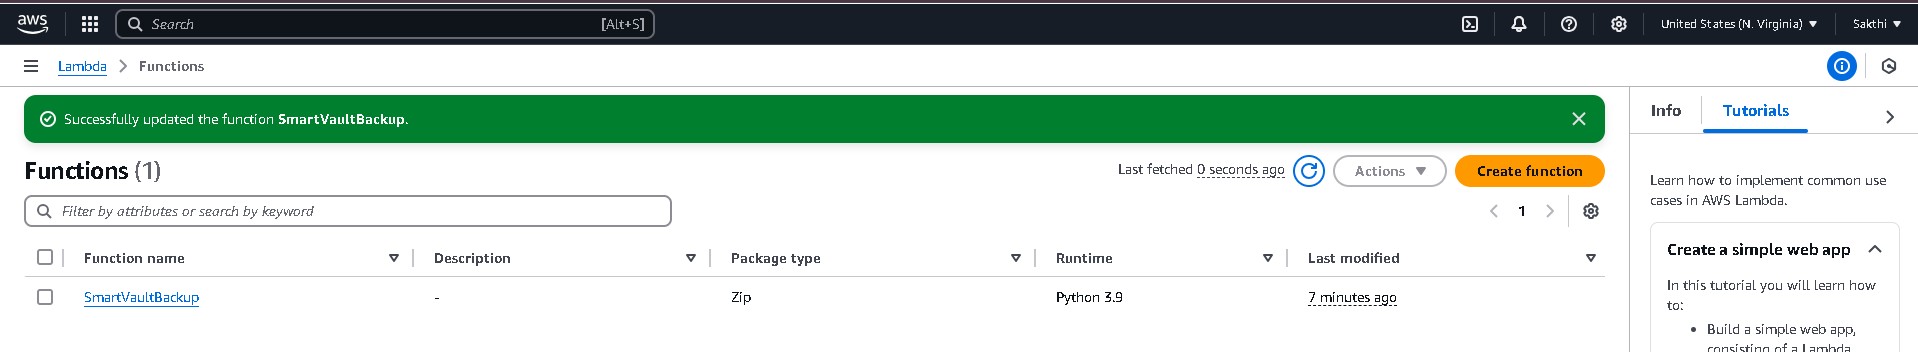 aws
Search [Alt+S]
United States (N. Virginia) ▼ Sakthi ▼
Lambda > Functions
Successfully updated the function SmartVaultBackup.
Info Tutorials
Functions (1)
Last fetched 0 seconds ago Actions ▼ Create function
Filter by attributes or search by keyword
1
Function name Description Package type Runtime Last modified
SmartVaultBackup - Zip Python 3.9 7 minutes ago
Learn how to implement common use
cases in AWS Lambda.
Create a simple web app
In this tutorial you will learn how
to:
• Build a simple web app,
consisting of a Lambda